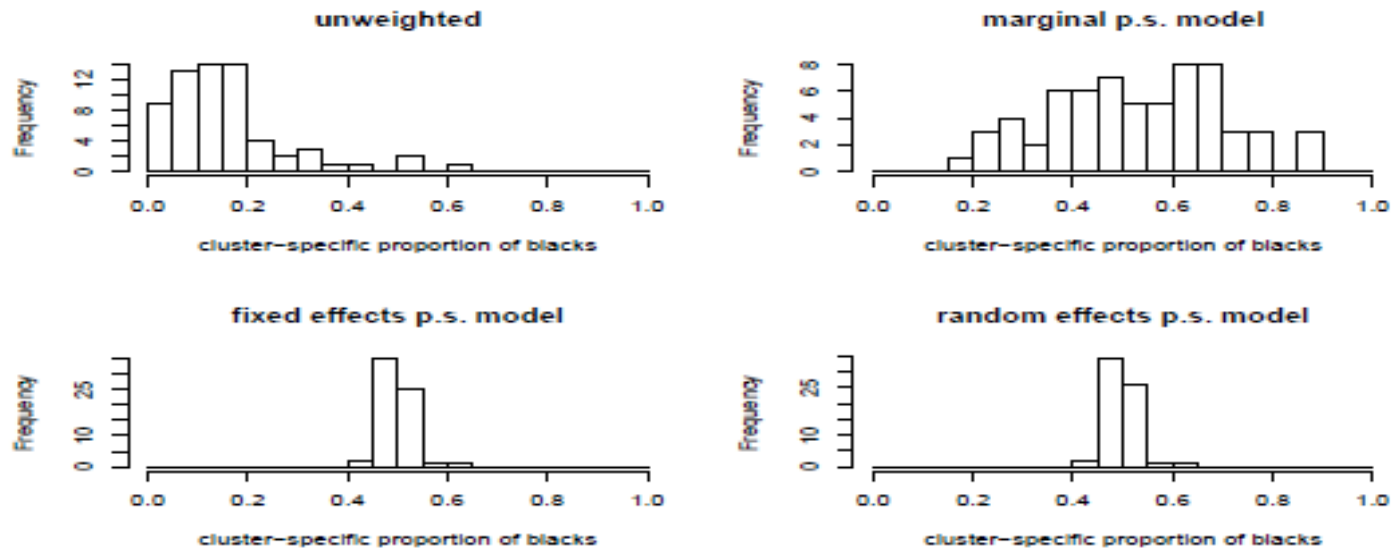 unweighted
Frequency
0 4 8 12
0.0 0.2 0.4 0.6 0.8 1.0
cluster-specific proportion of blacks
marginal p.s. model
Frequency
0 2 4 6 8
0.0 0.2 0.4 0.6 0.8 1.0
cluster-specific proportion of blacks
fixed effects p.s. model
Frequency
0 10 25
0.0 0.2 0.4 0.6 0.8 1.0
cluster-specific proportion of blacks
random effects p.s. model
Frequency
0 10 25
0.0 0.2 0.4 0.6 0.8 1.0
cluster-specific proportion of blacks